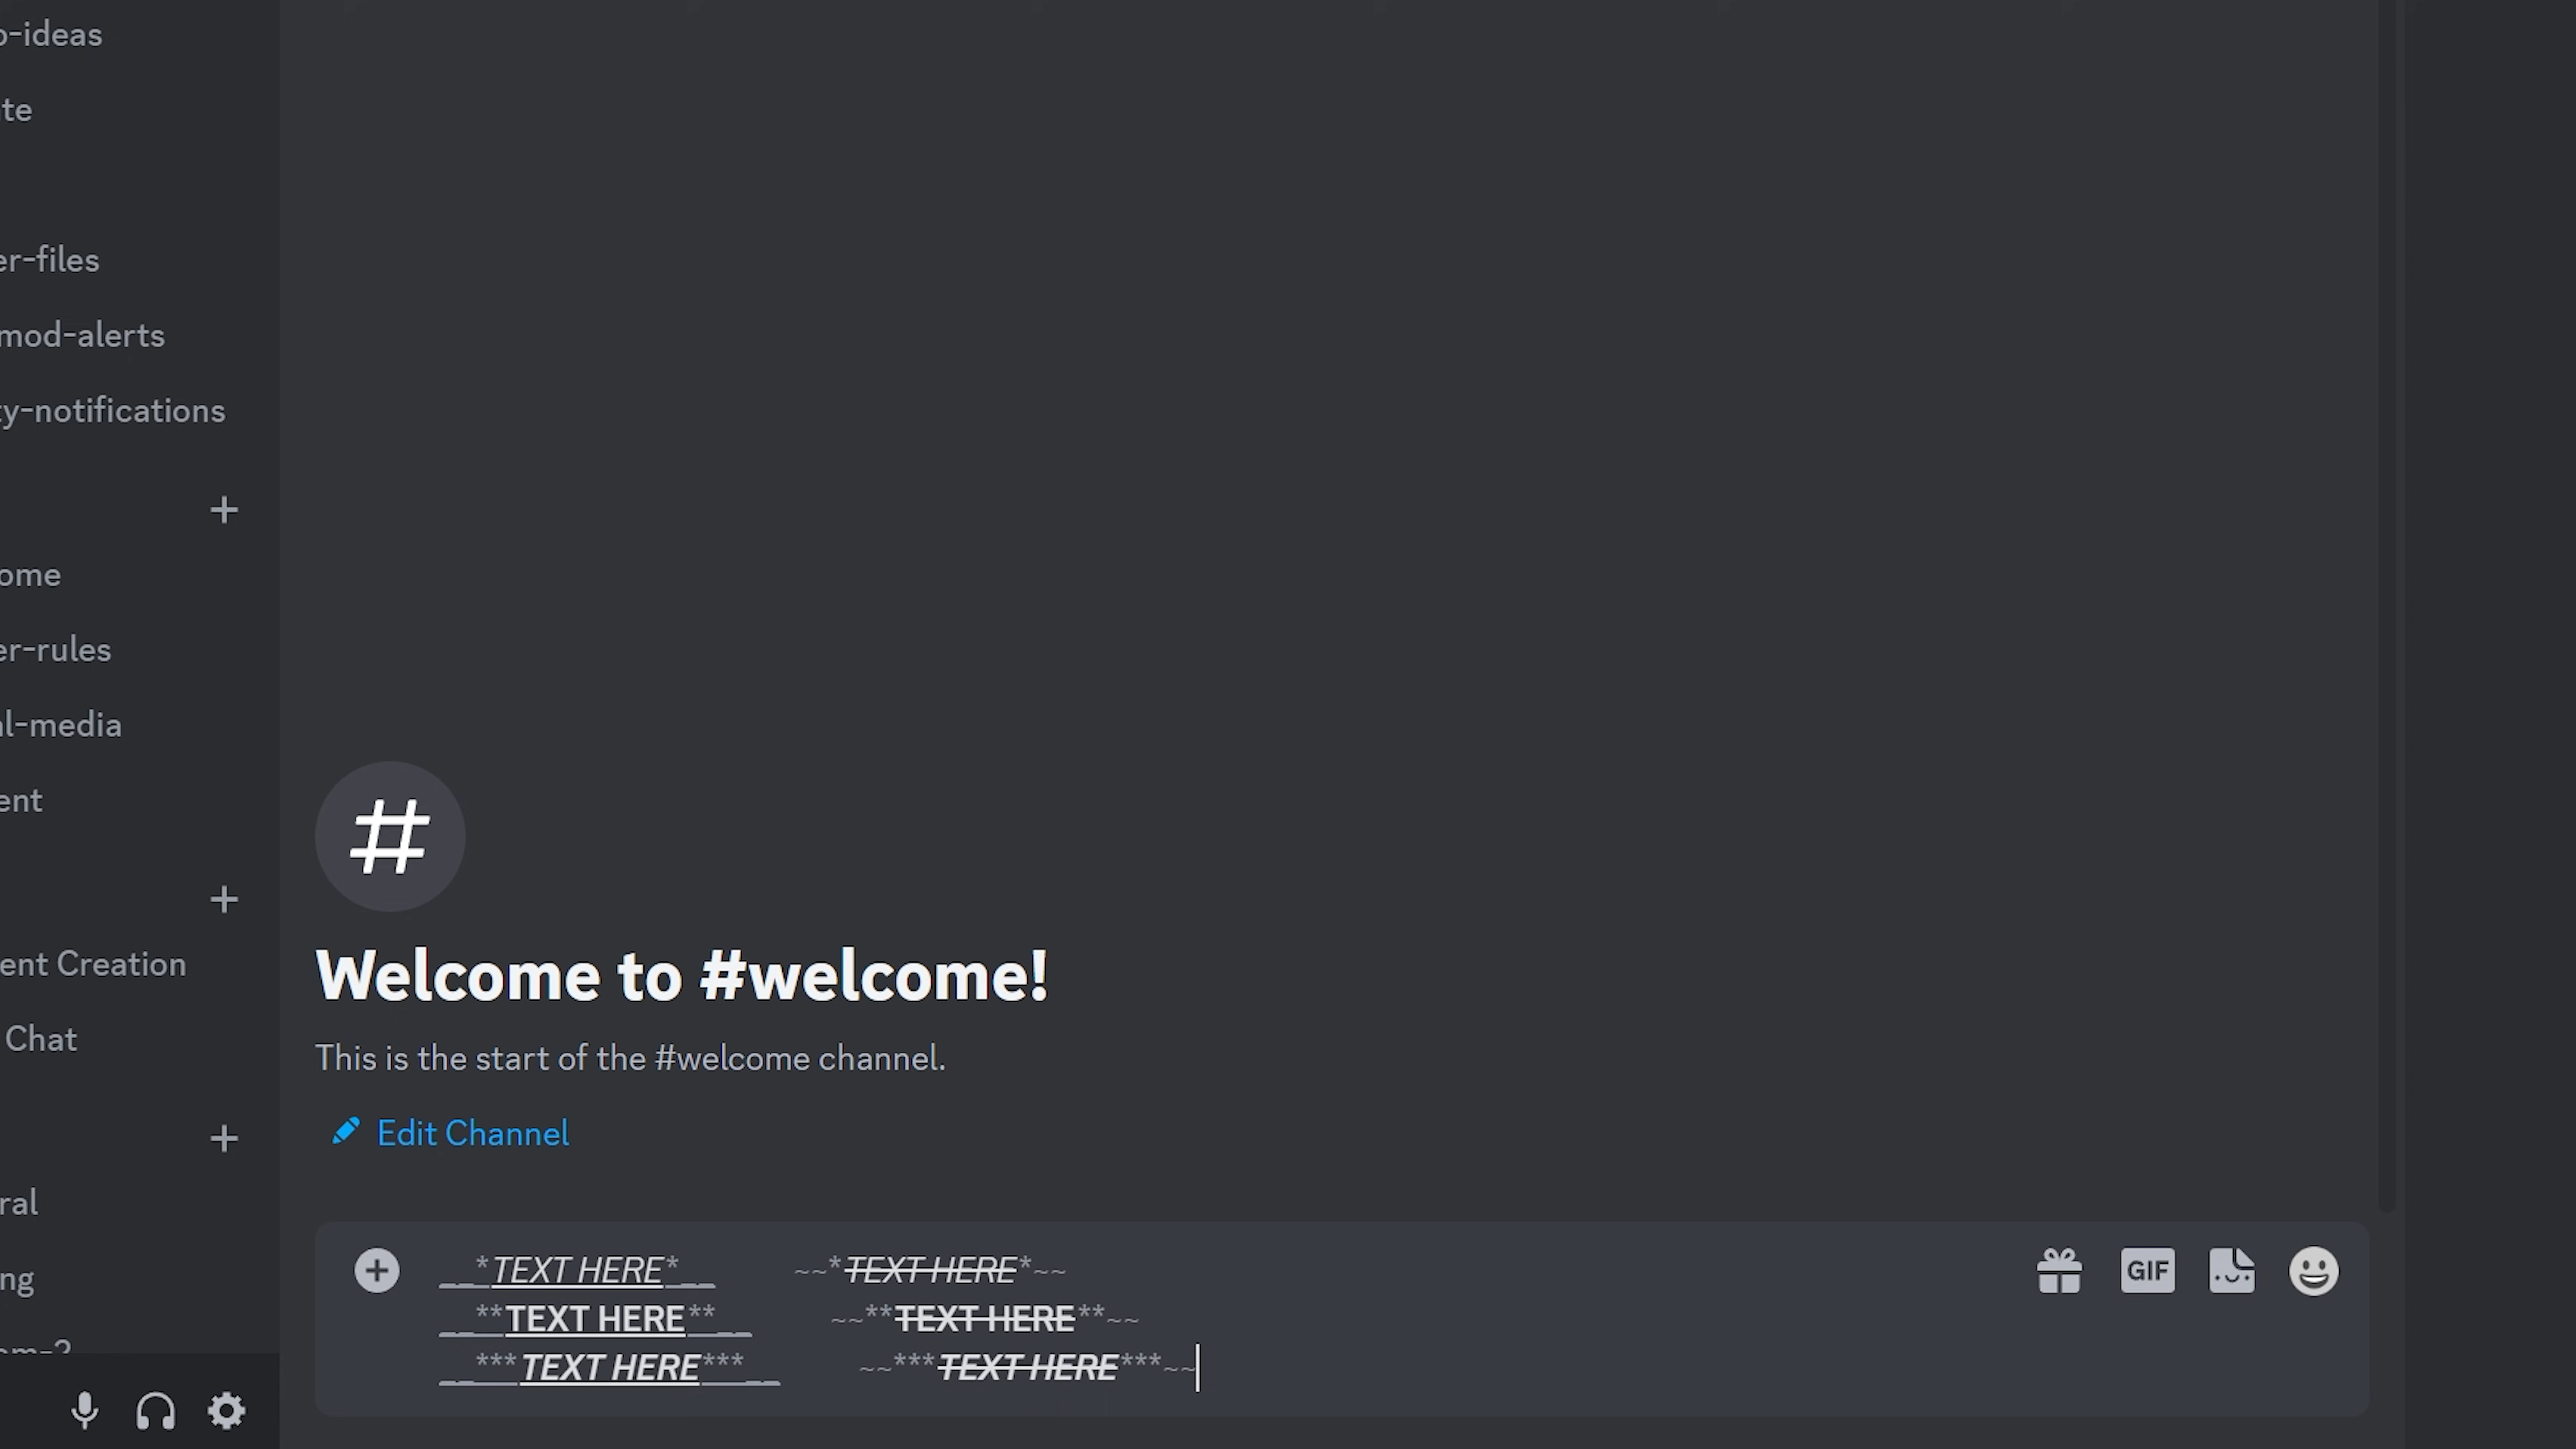 o-ideas
te
er-files
mod-alerts
ty-notifications
ome
er-rules
al-media
ent
ent Creation
Chat
ral
ng
#
Welcome to #welcome!
This is the start of the #welcome channel.
Edit Channel
__*TEXT HERE*__ ~~*TEXT HERE*~~
__**TEXT HERE**__ ~~**TEXT HERE**~~
__***TEXT HERE***__ ~~***TEXT HERE***~~
GIF